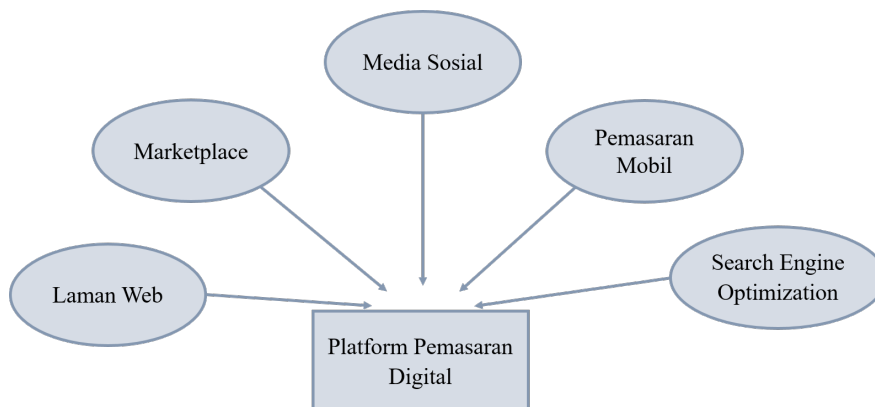 Media Sosial
Marketplace
Pemasaran
Mobil
Laman Web
Search Engine
Optimization
Platform Pemasaran
Digital